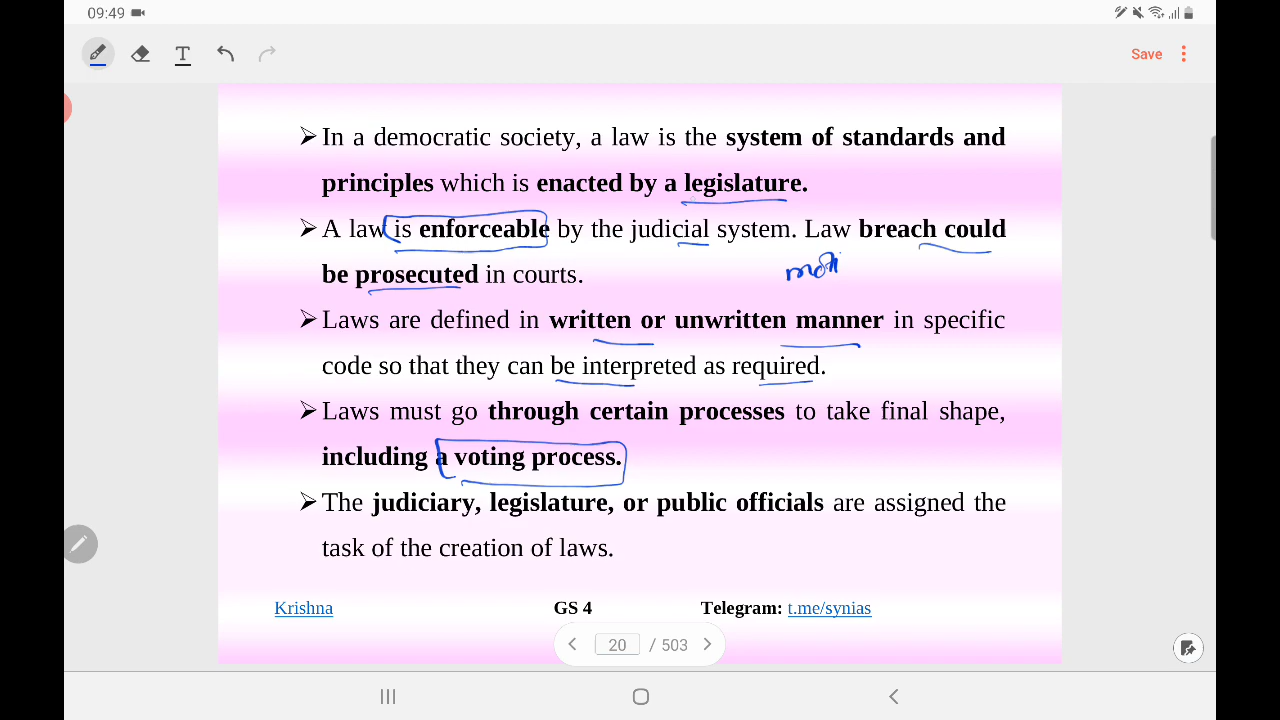 09:49
T
Save
➢ In a democratic society, a law is the system of standards and
principles which is enacted by a legislature.
➢ A law is enforceable by the judicial system. Law breach could
be prosecuted in courts.
➢ Laws are defined in written or unwritten manner in specific
code so that they can be interpreted as required.
➢ Laws must go through certain processes to take final shape,
including a voting process.
➢ The judiciary, legislature, or public officials are assigned the
task of the creation of laws.
Krishna GS 4 Telegram: t.me/synias
20 / 503